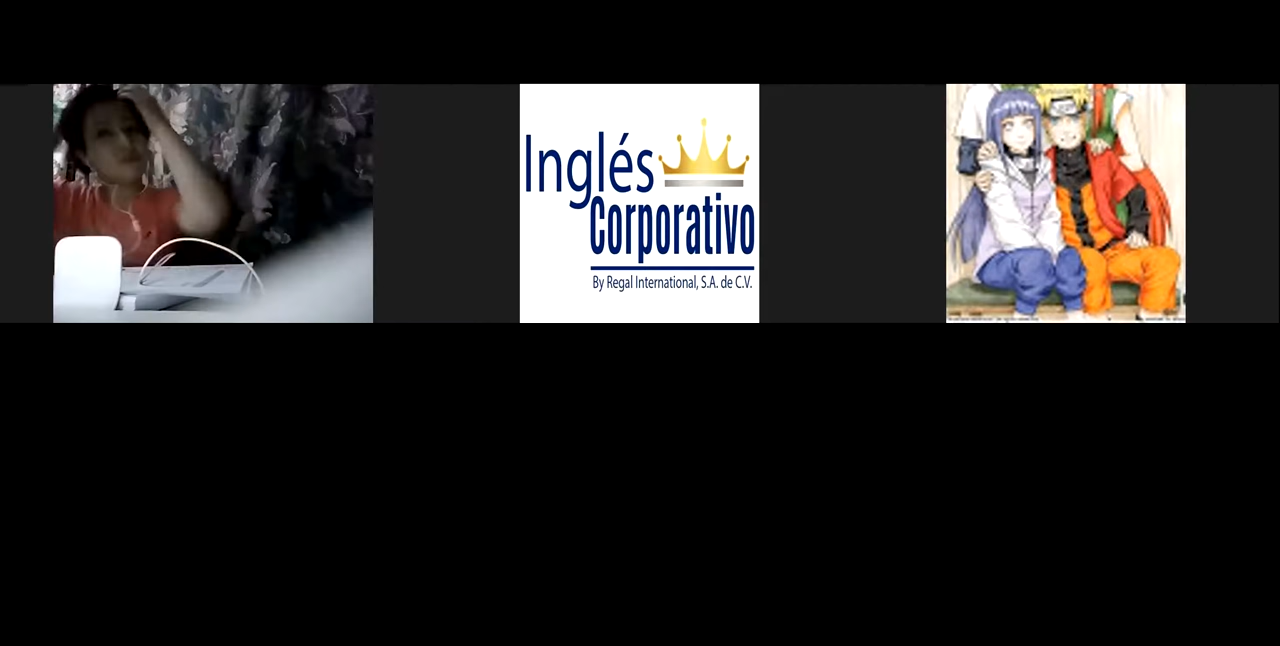 Inglés
Corporativo
By Regal International, S.A. de C.V.